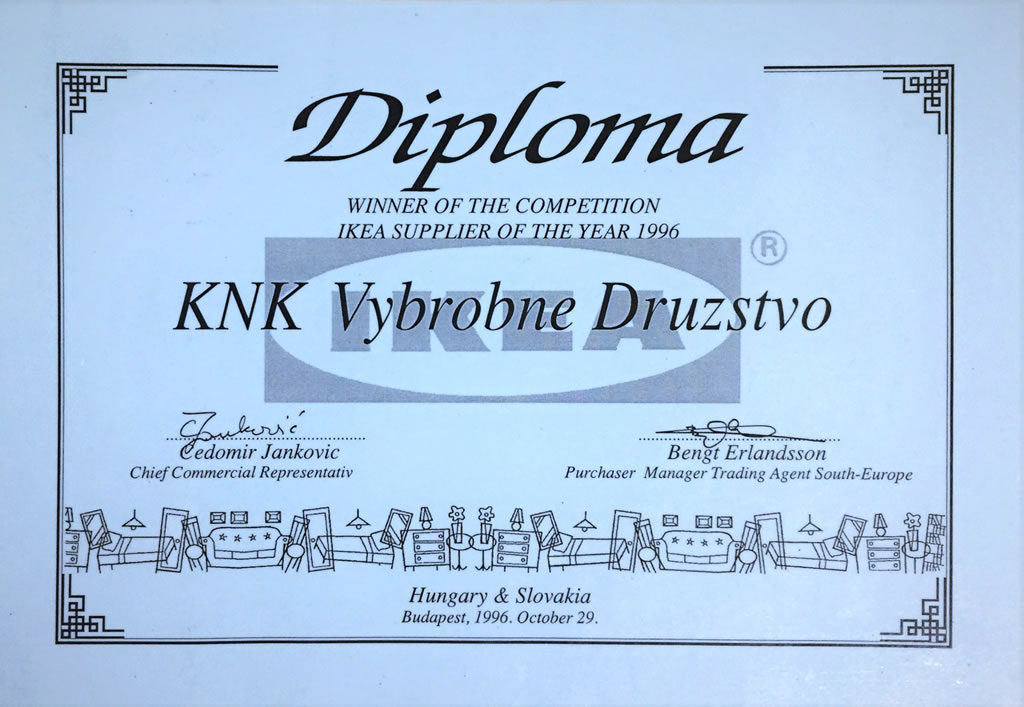 Diploma
WINNER OF THE COMPETITION
IKEA SUPPLIER OF THE YEAR 1996
IKEA ®
KNK Vybrobne Druzstvo
Cedomir Jankovic
Chief Commercial Representativ
Bengt Erlandsson
Purchaser Manager Trading Agent South-Europe
Hungary & Slovakia
Budapest, 1996. October 29.